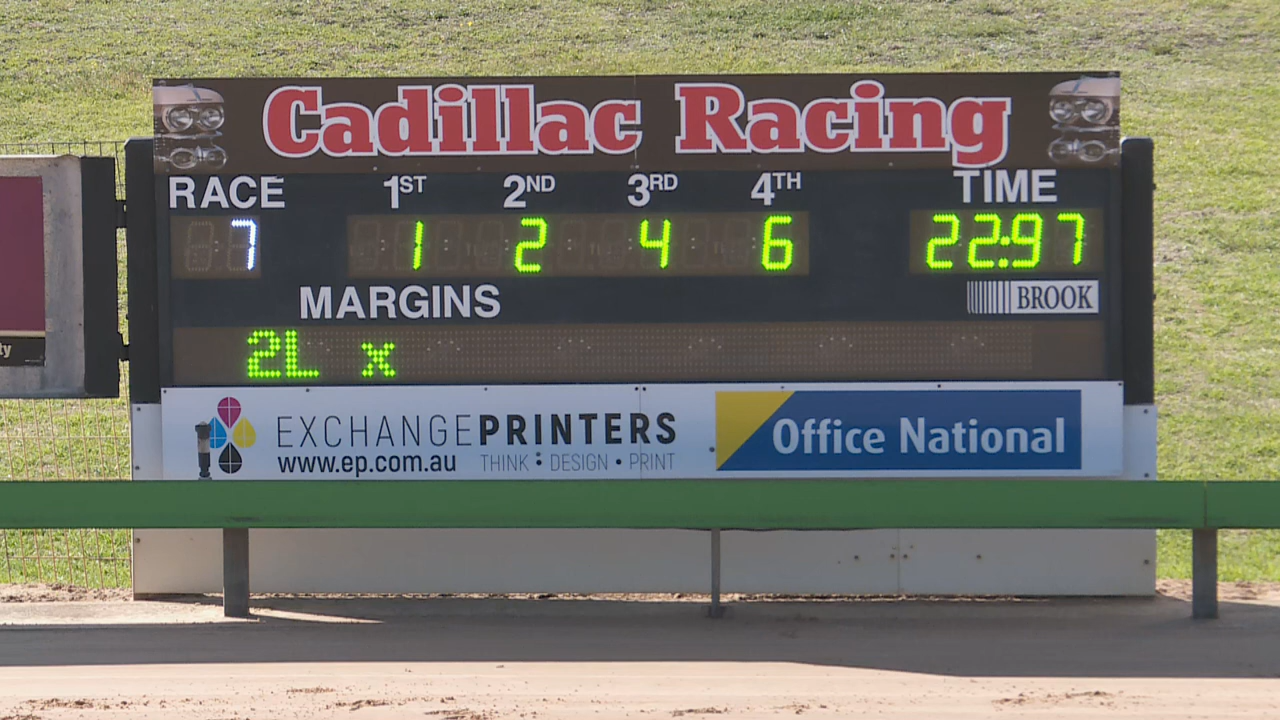 Cadillac Racing
RACE 1ST 2ND 3RD 4TH TIME
7 1 2 4 6 22:97
MARGINS BROOK
2L x
ty
EXCHANGEPRINTERS
www.ep.com.au THINK • DESIGN • PRINT
Office National